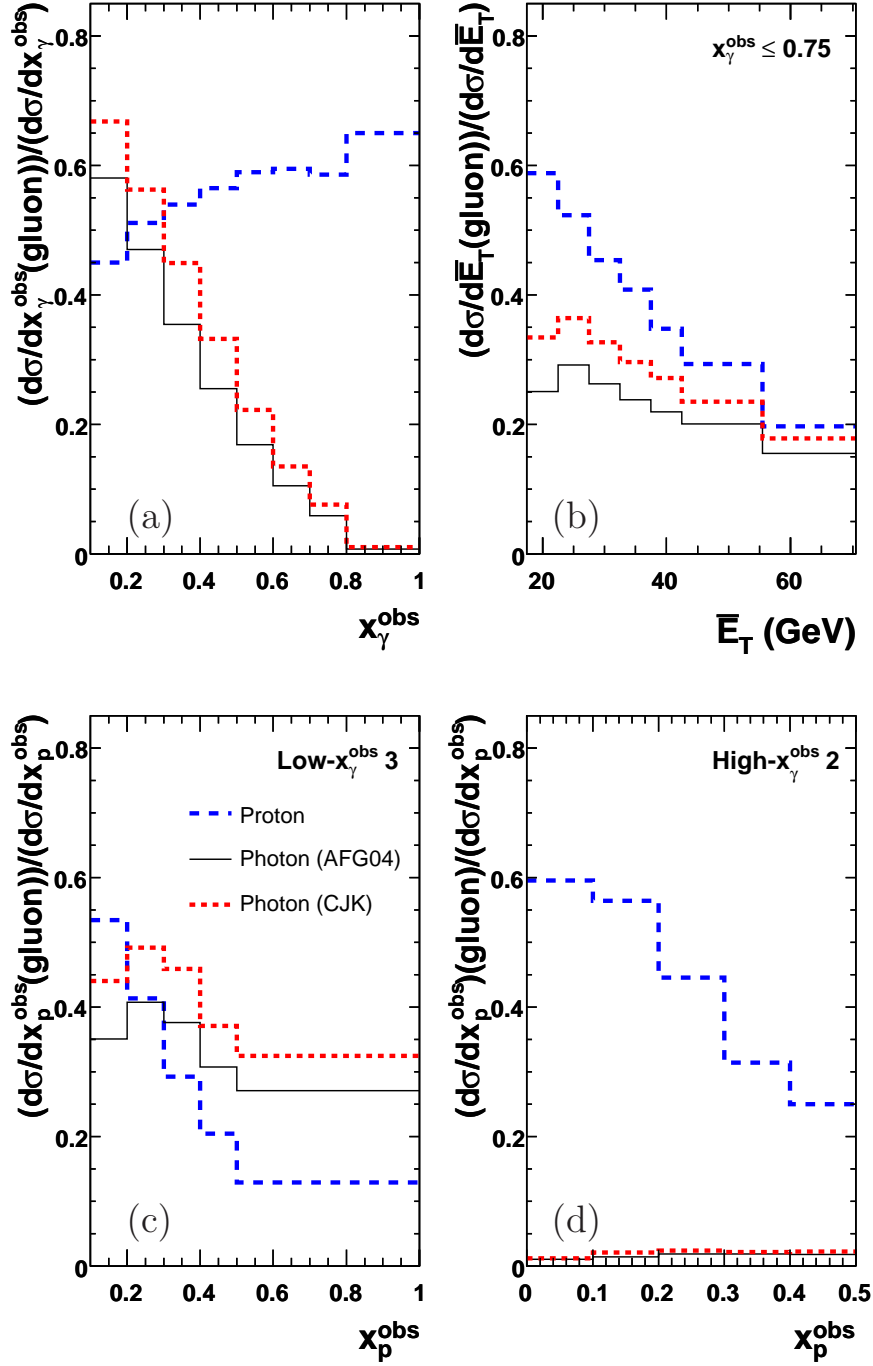 (dσ/dx_γ^obs(gluon))/(dσ/dx_γ^obs)
0.8
0.6
0.4
0.2
0
(a)
0.2 0.4 0.6 0.8 1
x_γ^obs
(dσ/dE̅_T(gluon))/(dσ/dE̅_T)
x_γ^obs ≤ 0.75
0.8
0.6
0.4
0.2
0
(b)
20 40 60
E̅_T (GeV)
(dσ/dx_p^obs(gluon))/(dσ/dx_p^obs)
Low-x_γ^obs 3
0.8
0.6
0.4
0.2
0
Proton
Photon (AFG04)
Photon (CJK)
(c)
0.2 0.4 0.6 0.8 1
x_p^obs
(dσ/dx_p^obs)(gluon)/(dσ/dx_p^obs)
High-x_γ^obs 2
0.8
0.6
0.4
0.2
0
(d)
0 0.1 0.2 0.3 0.4 0.5
x_p^obs